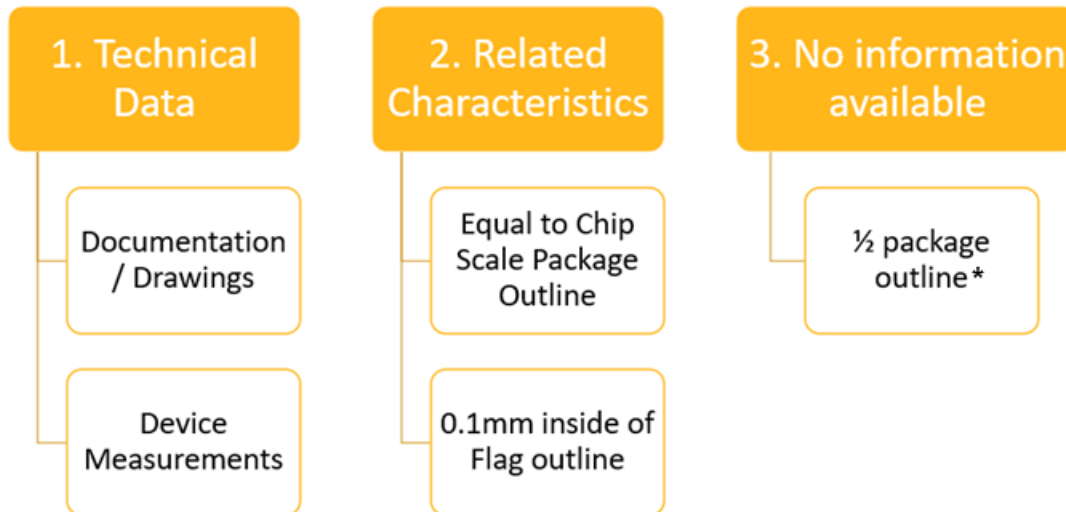 1. Technical
Data
Documentation
/ Drawings
Device
Measurements
2. Related
Characteristics
Equal to Chip
Scale Package
Outline
0.1mm inside of
Flag outline
3. No information
available
½ package
outline*